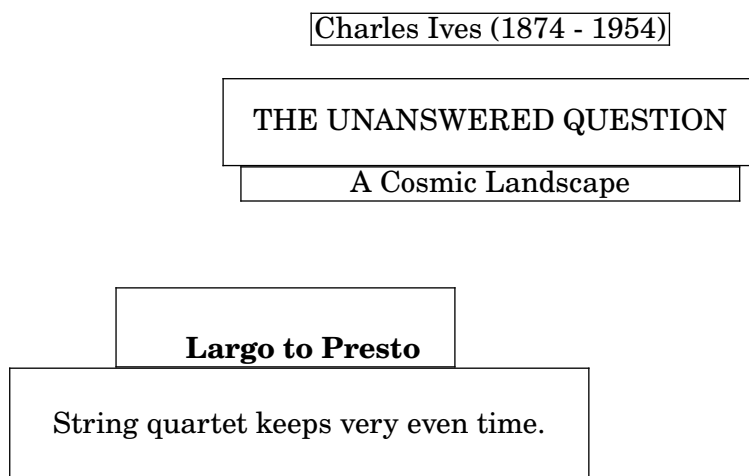 Charles Ives (1874 - 1954)
THE UNANSWERED QUESTION
A Cosmic Landscape
Largo to Presto
String quartet keeps very even time.